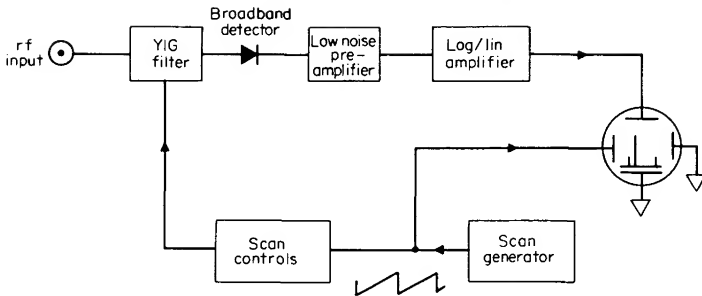 Broadband
detector
rf
input
YIG
filter
Low noise
pre-
amplifier
Log/lin
amplifier
Scan
controls
Scan
generator